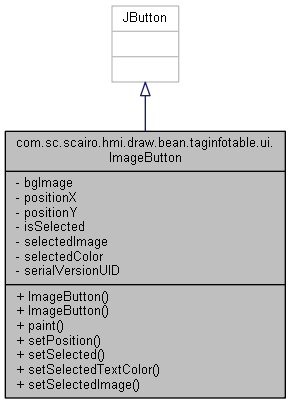 JButton
com.sc.scairo.hmi.draw.bean.taginfotable.ui.
ImageButton
- bgImage
- positionX
- positionY
- isSelected
- selectedImage
- selectedColor
- serialVersionUID
+ ImageButton()
+ ImageButton()
+ paint()
+ setPosition()
+ setSelected()
+ setSelectedTextColor()
+ setSelectedImage()